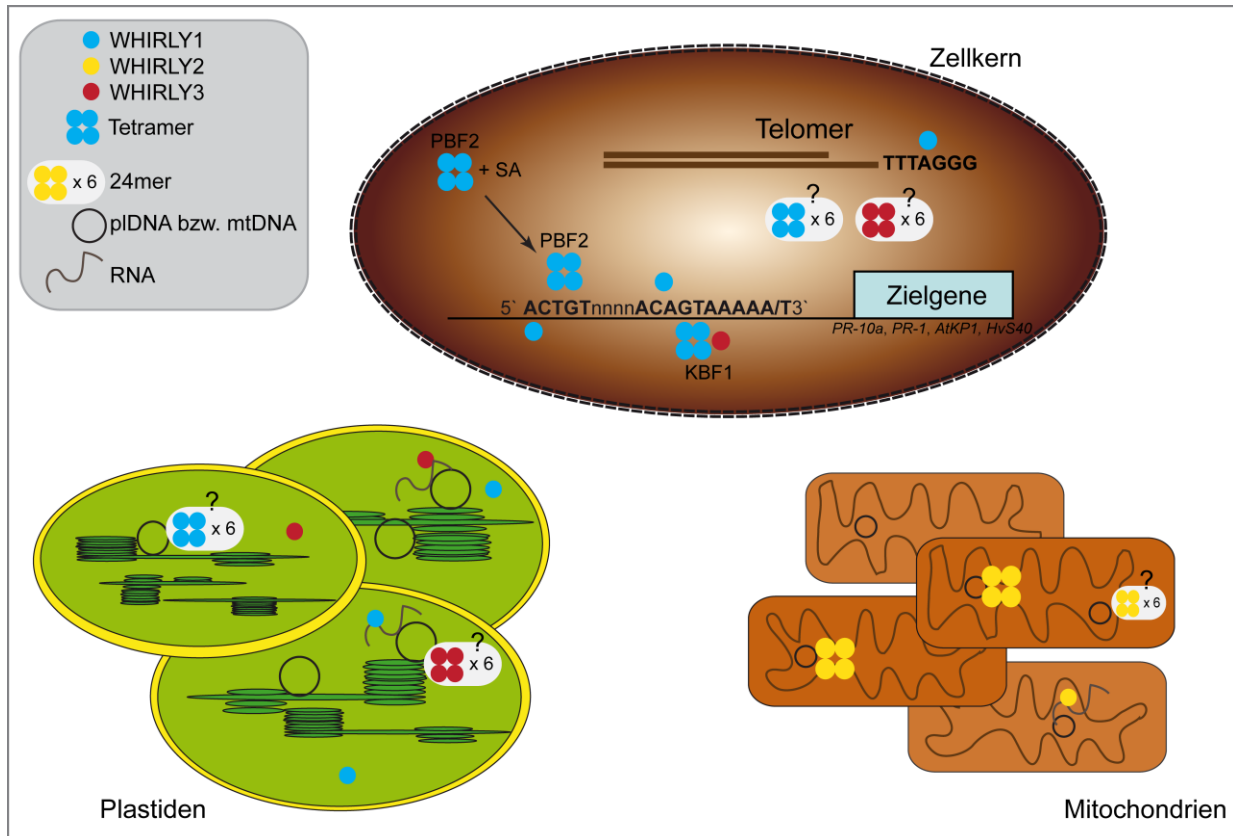 WHIRLY1
WHIRLY2
WHIRLY3
Tetramer
x 6 24mer
plDNA bzw. mtDNA
RNA
Zellkern
Telomer
TTTAGGG
PBF2
+ SA
?
x 6
?
x 6
PBF2
5` ACTGTnnnnACAGTAAAAA/T3`
Zielgene
PR-10a, PR-1, AtKP1, HvS40
KBF1
?
x 6
?
x 6
Plastiden
?
x 6
Mitochondrien